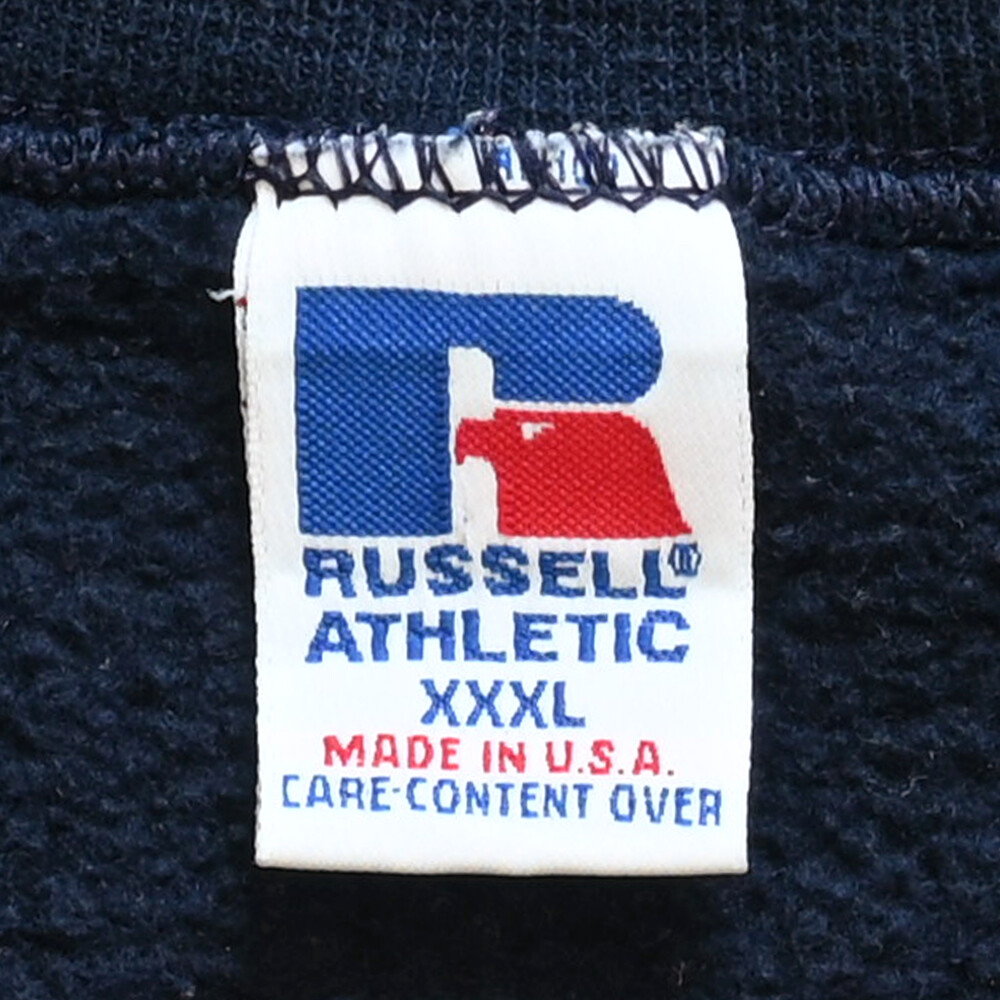 RUSSELL®
ATHLETIC
XXXL
MADE IN U.S.A.
CARE-CONTENT OVER